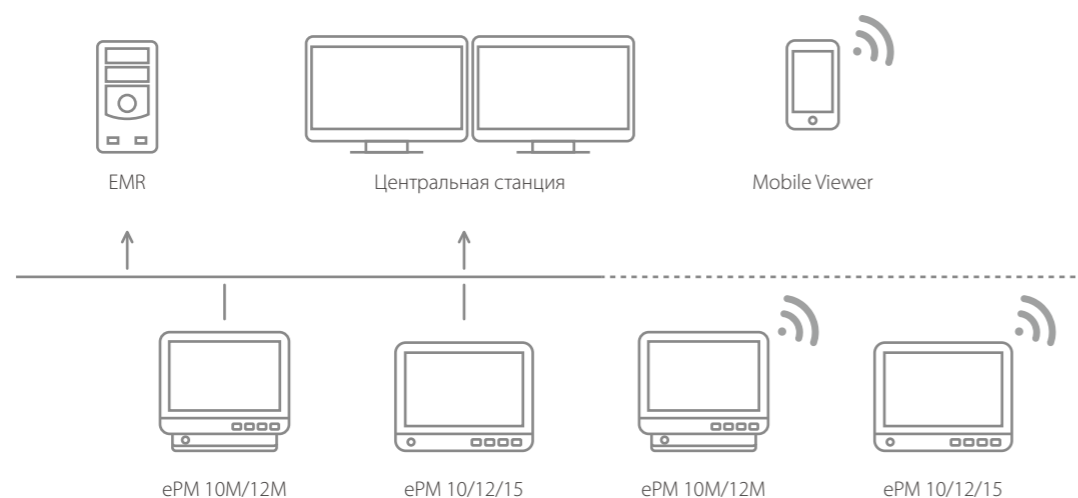 EMR
Центральная станция
Mobile Viewer
ePM 10M/12M
ePM 10/12/15
ePM 10M/12M
ePM 10/12/15